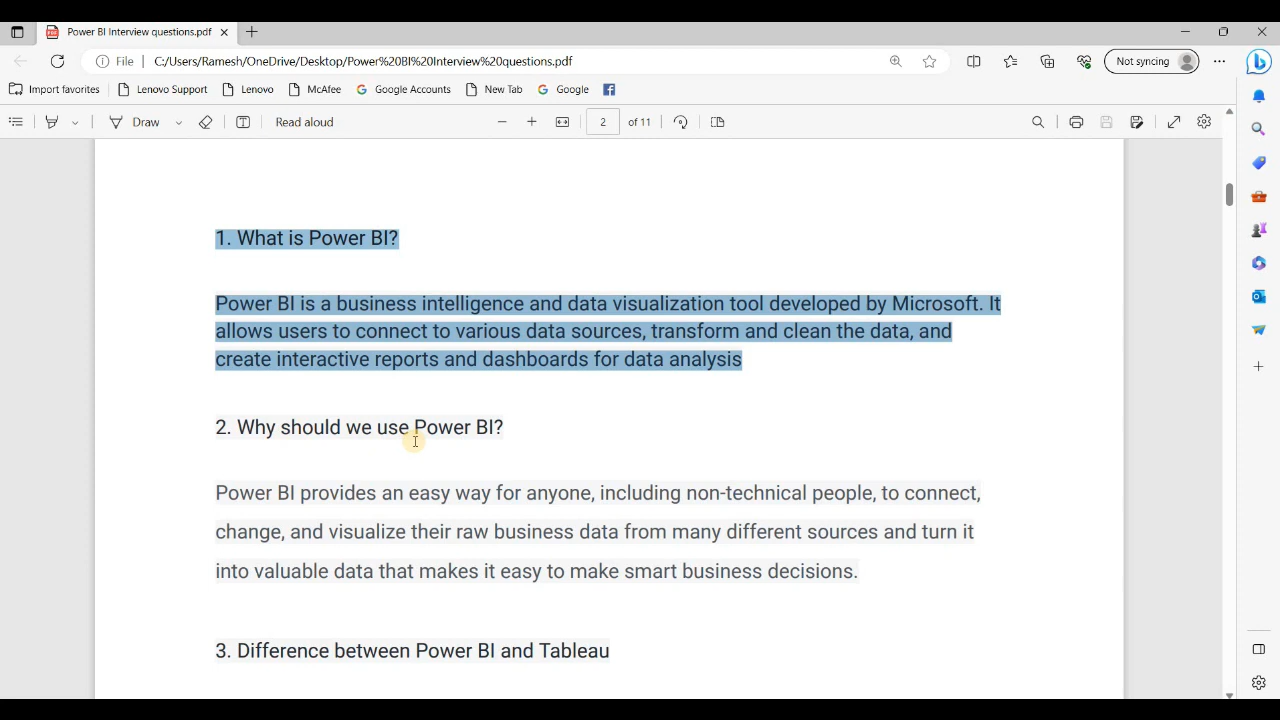 Power BI Interview questions.pdf
File
C:/Users/Ramesh/OneDrive/Desktop/Power%20BI%20Interview%20questions.pdf
Not syncing
Import favorites
Lenovo Support
Lenovo
McAfee
Google Accounts
New Tab
Google
Draw
Read aloud
2
of 11
1. What is Power BI?
Power BI is a business intelligence and data visualization tool developed by Microsoft. It
allows users to connect to various data sources, transform and clean the data, and
create interactive reports and dashboards for data analysis
2. Why should we use Power BI?
Power BI provides an easy way for anyone, including non-technical people, to connect,
change, and visualize their raw business data from many different sources and turn it
into valuable data that makes it easy to make smart business decisions.
3. Difference between Power BI and Tableau